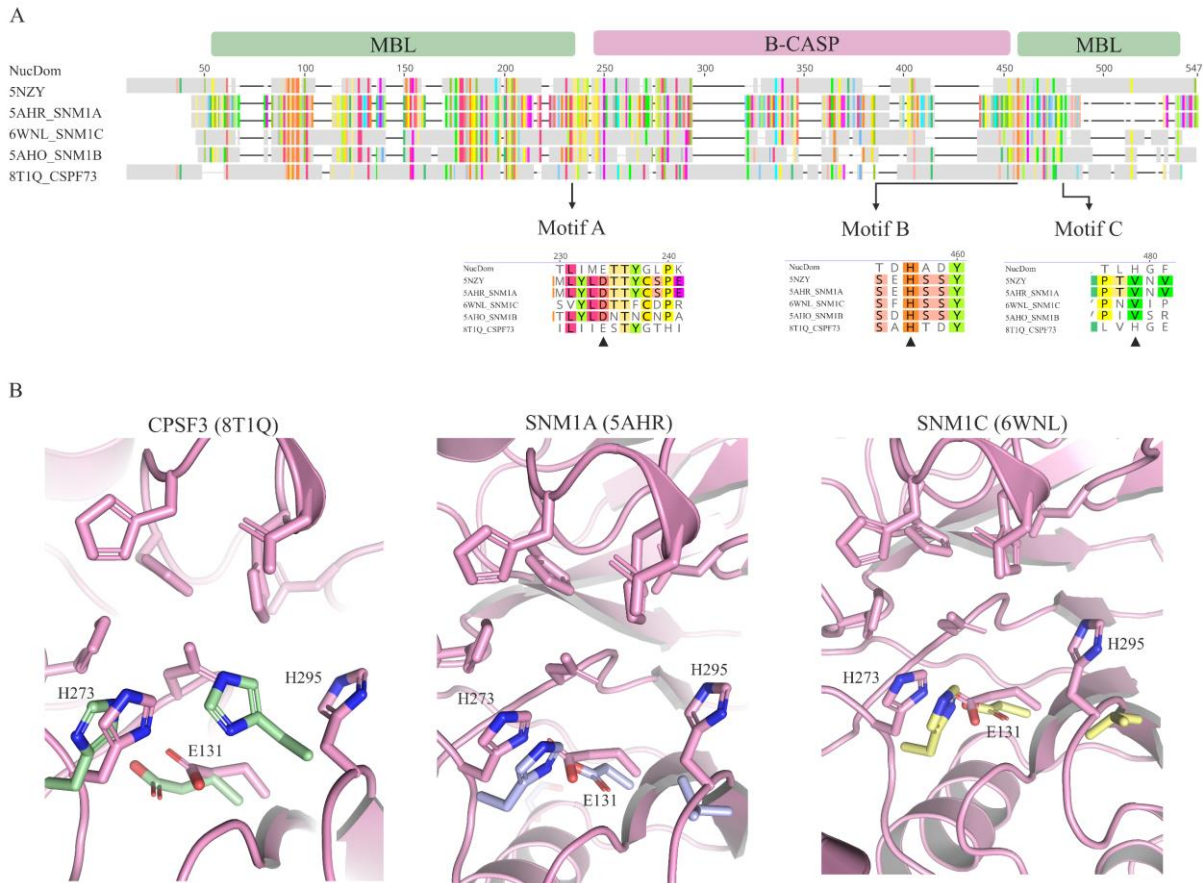 A
MBL
B-CASP
MBL
50 100 150 200 250 300 350 400 450 500 547
NucDom
5NZY
5AHR_SNM1A
6WNL_SNM1C
5AHO_SNM1B
8T1Q_CSPF73
Motif A
Motif B
Motif C
230 240
NucDom T L I M E T T Y G L P K
5NZY M L Y L D T T Y C S P E
5AHR_SNM1A M L Y L D T T Y C S P E
6WNL_SNM1C S V Y L D T T F C D P R
5AHO_SNM1B T L Y L D N T N C N P A
8T1Q_CSPF73 I L I I E S T Y G T H I
460
NucDom T D H A D Y
5NZY S E H S S Y
5AHR_SNM1A S E H S S Y
6WNL_SNM1C S F H S S Y
5AHO_SNM1B S D H S S Y
8T1Q_CSPF73 S A H T D Y
480
NucDom T L H G F
5NZY P T V N V
5AHR_SNM1A P T V N V
6WNL_SNM1C P N V I P
5AHO_SNM1B P I V S R
8T1Q_CSPF73 L V H G E
B
CPSF3 (8T1Q)
SNM1A (5AHR)
SNM1C (6WNL)
H273
H295
E131
H273
H295
E131
H273
H295
E131